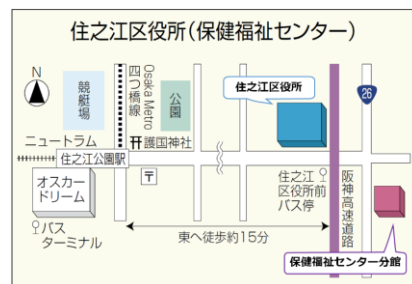 住之江区役所(保健福祉センター)
N
競艇場
四つ橋線
Osaka Metro
公園
住之江区役所
26
ニュートラム
護国神社
住之江公園駅
オスカー
ドリーム
〒
住之江
区役所前
バス停
阪神高速道路
バス
ターミナル
東へ徒歩約15分
保健福祉センター分館